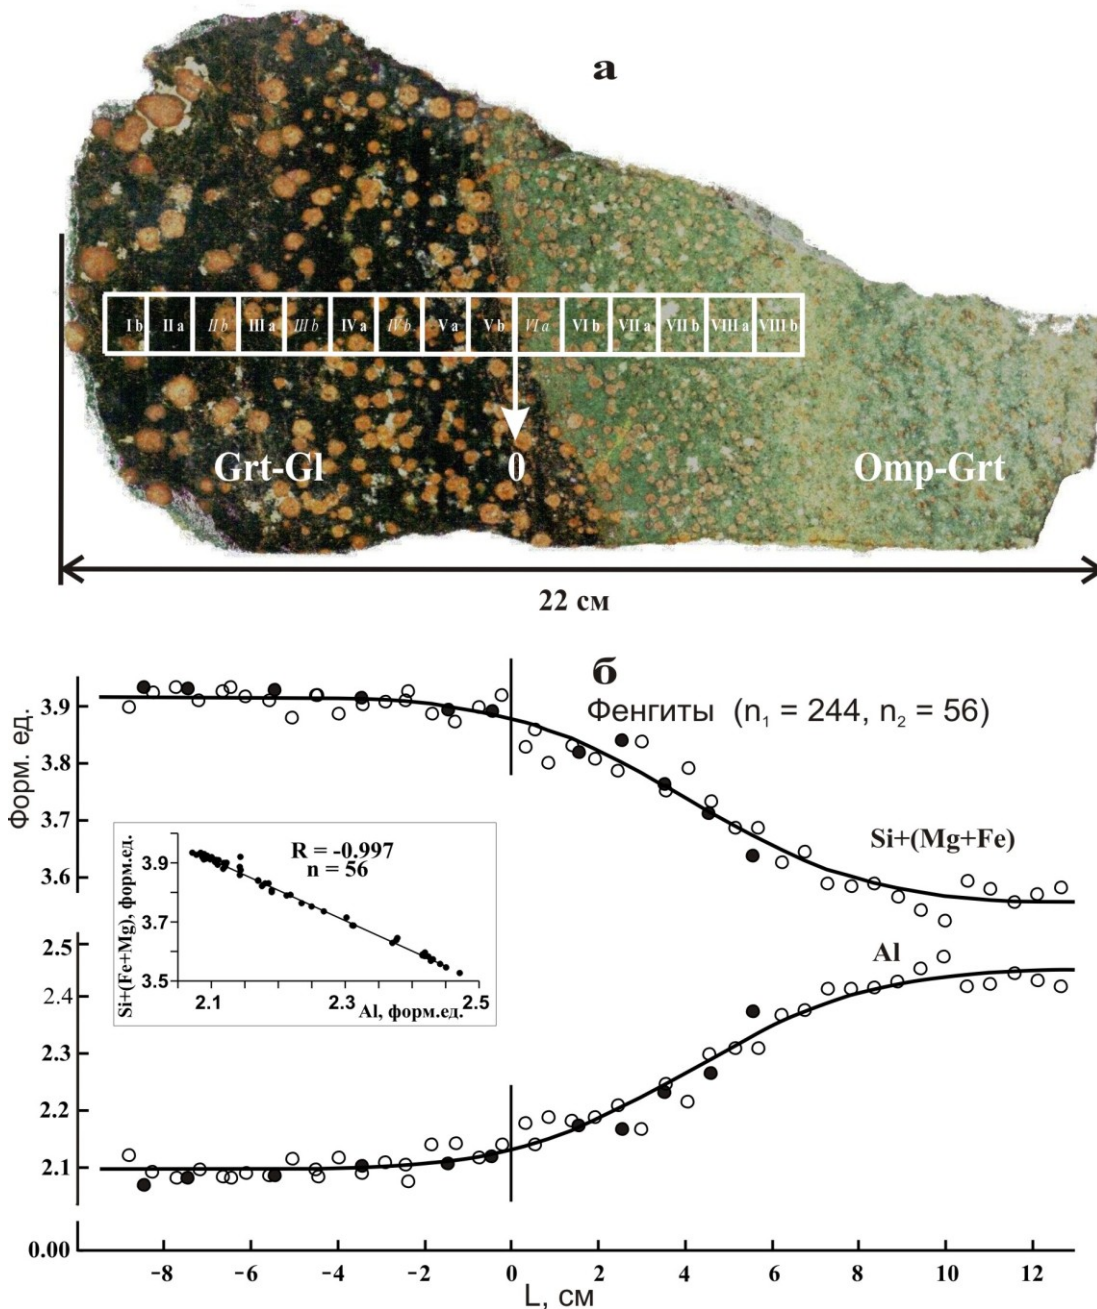 а
I b II a II b III a III b IV a IV b V a V b VI a VI b VII a VII b VIII a VIII b
Grt-Gl 0 Omp-Grt
22 см
б
Фенгиты (n₁ = 244, n₂ = 56)
Форм. ед.
3.9
3.8
3.7
3.6
2.5
2.4
2.3
2.2
2.1
0.00
Si+(Mg+Fe)
Al
R = -0.997
n = 56
Si+(Fe+Mg), форм.ед.
3.9
3.7
3.5
2.1 2.3 2.5
Al, форм.ед.
-8 -6 -4 -2 0 2 4 6 8 10 12
L, см